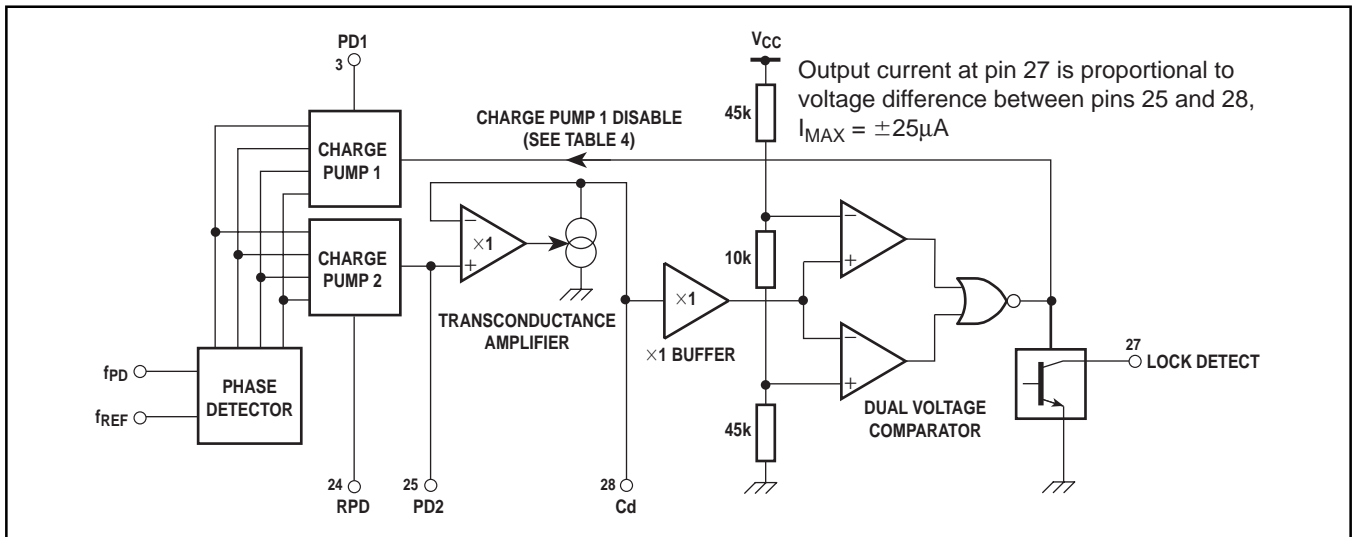 PD1
3
VCC
Output current at pin 27 is proportional to
voltage difference between pins 25 and 28,
IMAX = ±25μA
45k
CHARGE PUMP 1 DISABLE
(SEE TABLE 4)
CHARGE
PUMP 1
−
×1
+
CHARGE
PUMP 2
10k
−
+
×1
TRANSCONDUCTANCE
AMPLIFIER
×1 BUFFER
−
+
27
LOCK DETECT
fPD
fREF
PHASE
DETECTOR
45k
DUAL VOLTAGE
COMPARATOR
24
RPD
25
PD2
28
Cd